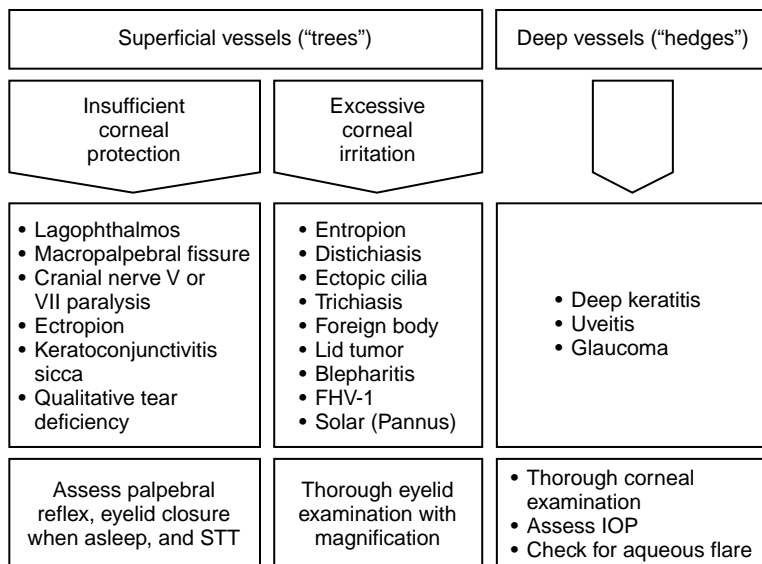 Superficial vessels (“trees”)
Deep vessels (“hedges”)
Insufficient
corneal
protection
Excessive
corneal
irritation
• Lagophthalmos
• Macropalpebral fissure
• Cranial nerve V or
VII paralysis
• Ectropion
• Keratoconjunctivitis
sicca
• Qualitative tear
deficiency
• Entropion
• Distichiasis
• Ectopic cilia
• Trichiasis
• Foreign body
• Lid tumor
• Blepharitis
• FHV-1
• Solar (Pannus)
• Deep keratitis
• Uveitis
• Glaucoma
Assess palpebral
reflex, eyelid closure
when asleep, and STT
Thorough eyelid
examination with
magnification
• Thorough corneal
examination
• Assess IOP
• Check for aqueous flare